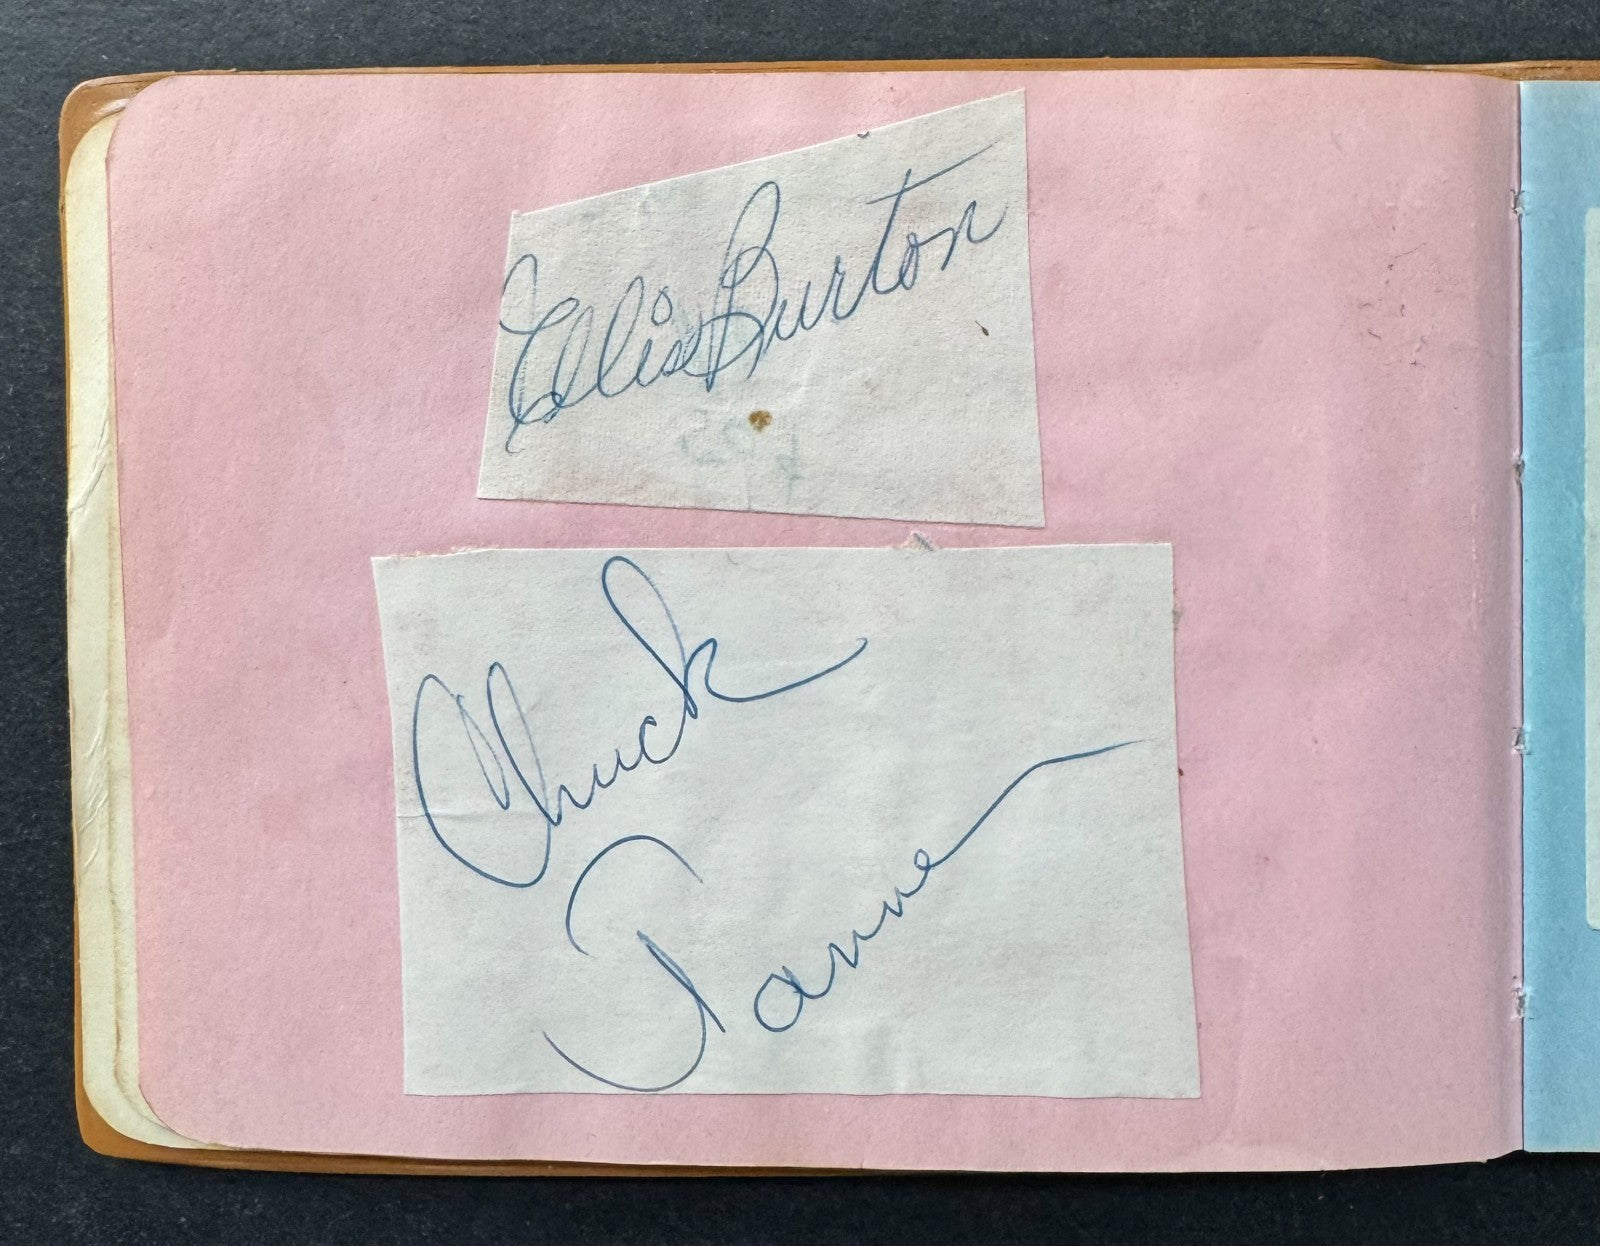 Ellis Burton
Chuck
Tanner